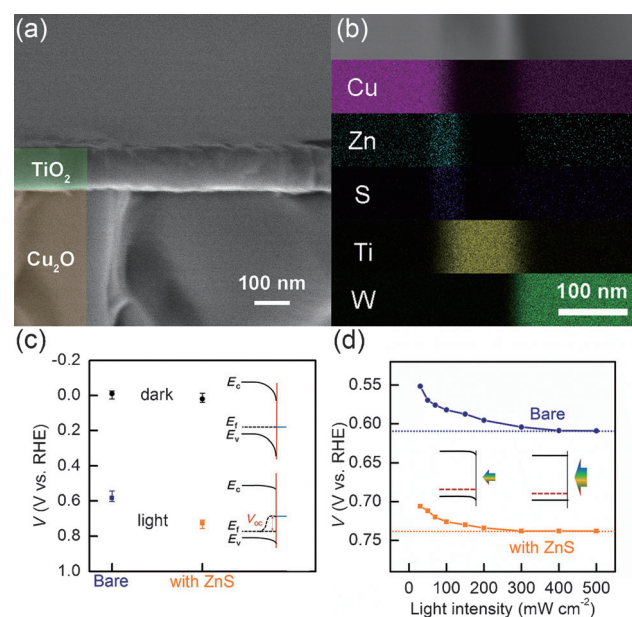 (a)
TiO₂
Cu₂O
100 nm
(b)
Cu
Zn
S
Ti
W
100 nm
(c)
V (V vs. RHE)
-0.2
0.0
0.2
0.4
0.6
0.8
1.0
dark
light
Bare
with ZnS
Ec
Ef
Ev
Ec
Voc
Ef
Ev
(d)
V (V vs. RHE)
0.55
0.60
0.65
0.70
0.75
Bare
with ZnS
0 100 200 300 400 500
Light intensity (mW cm⁻²)